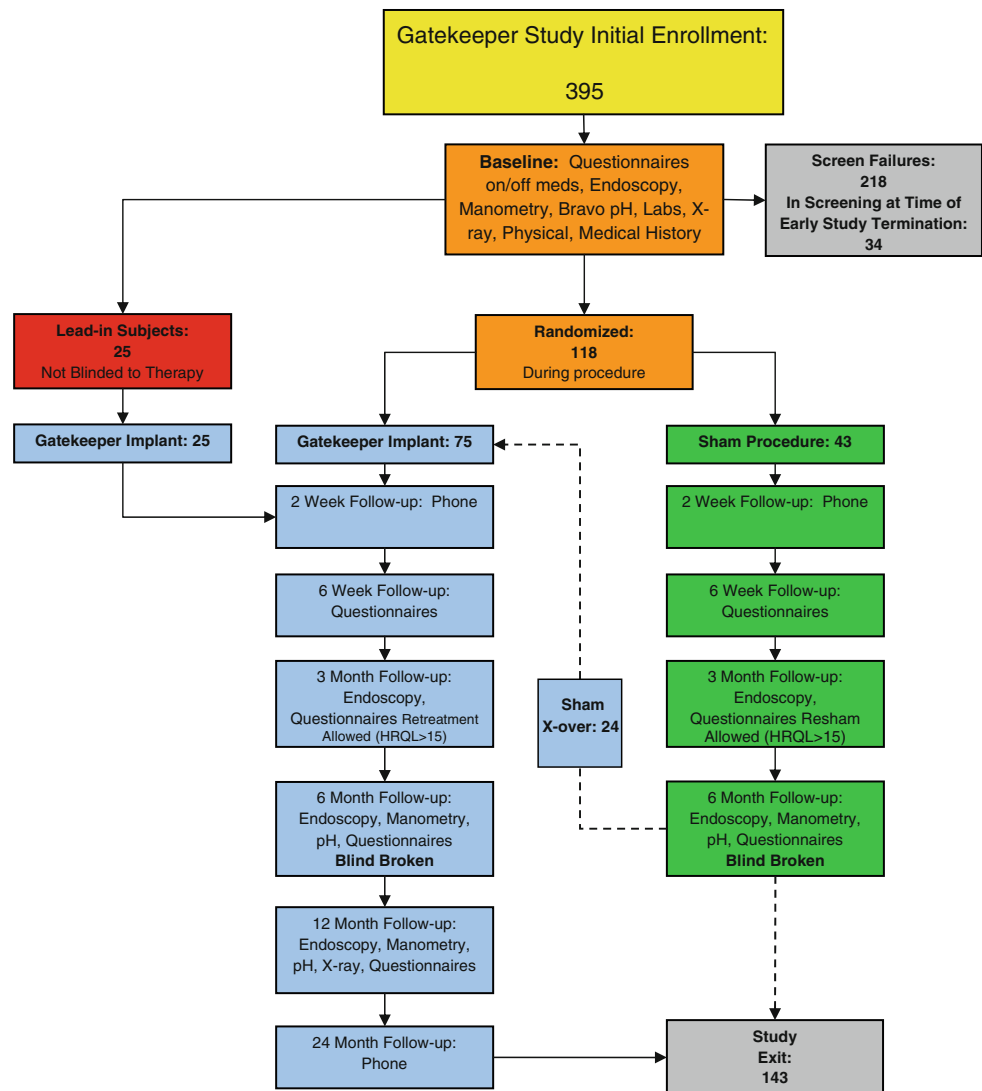 Gatekeeper Study Initial Enrollment:
395
Baseline: Questionnaires
on/off meds, Endoscopy,
Manometry, Bravo pH, Labs, X-
ray, Physical, Medical History
Screen Failures:
218
In Screening at Time of
Early Study Termination:
34
Lead-in Subjects:
25
Not Blinded to Therapy
Randomized:
118
During procedure
Gatekeeper Implant: 25
Gatekeeper Implant: 75
Sham Procedure: 43
2 Week Follow-up: Phone
2 Week Follow-up: Phone
6 Week Follow-up:
Questionnaires
6 Week Follow-up:
Questionnaires
3 Month Follow-up:
Endoscopy,
Questionnaires Retreatment
Allowed (HRQL>15)
Sham
X-over: 24
3 Month Follow-up:
Endoscopy,
Questionnaires Resham
Allowed (HRQL>15)
6 Month Follow-up:
Endoscopy, Manometry,
pH, Questionnaires
Blind Broken
6 Month Follow-up:
Endoscopy, Manometry,
pH, Questionnaires
Blind Broken
12 Month Follow-up:
Endoscopy, Manometry,
pH, X-ray, Questionnaires
24 Month Follow-up:
Phone
Study
Exit:
143